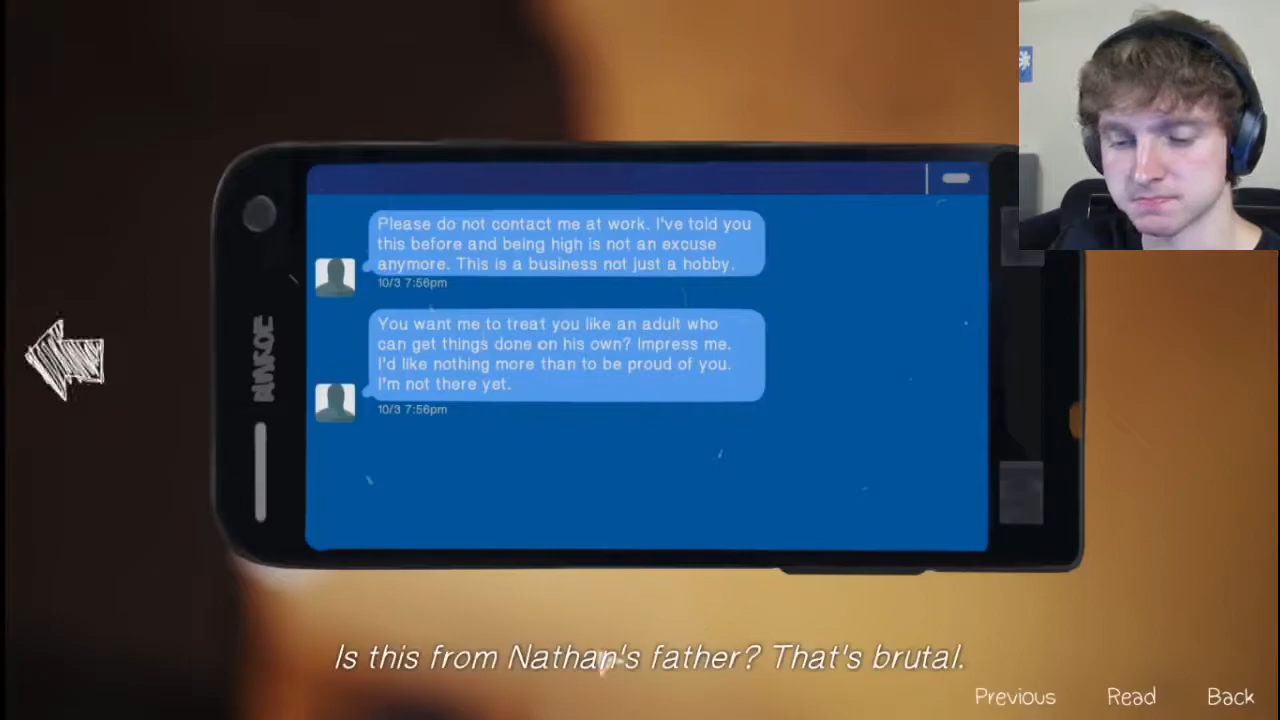 Please do not contact me at work. I've told you
this before and being high is not an excuse
anymore. This is a business not just a hobby.
10/3 7:56pm
You want me to treat you like an adult who
can get things done on his own? Impress me.
I'd like nothing more than to be proud of you.
I'm not there yet.
10/3 7:56pm
Is this from Nathan's father? That's brutal.
Previous Read Back